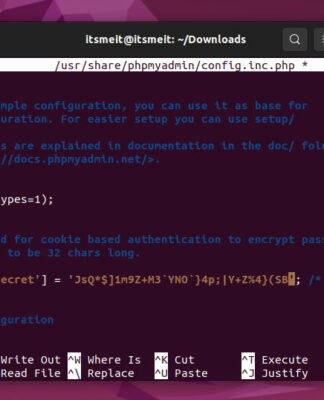 itsmeit@itsmeit: ~/Downloads
/usr/share/phpmyadmin/config.inc.php *
mple configuration, you can use it as base for
uration. For easier setup you can use setup/
s are explained in documentation in the doc/ fol
//docs.phpmyadmin.net/>.
ypes=1);
d for cookie based authentication to encrypt pas
to be 32 chars long.
ecret'] = 'JsQ*$]1m9Z+M3`YNO`}4p;|Y+Z%4}(SB'; /*
guration
Write Out ^W Where Is ^K Cut ^T Execute
Read File ^\ Replace ^U Paste ^J Justify